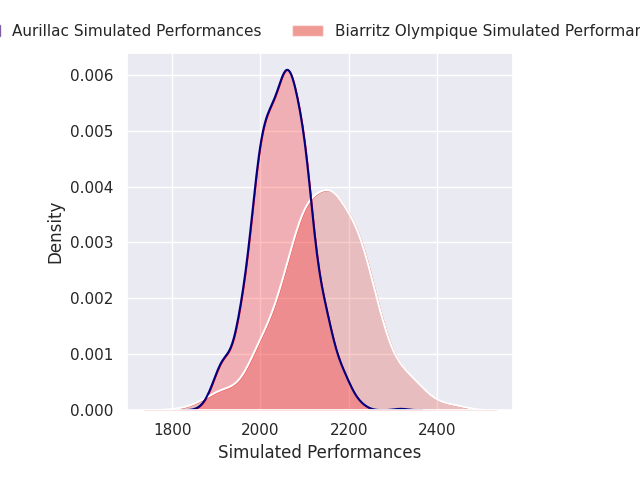 Aurillac Simulated Performances
Biarritz Olympique Simulated
0.006
0.005
0.004
0.003
0.002
0.001
0.000
Density
1800 2000 2200 2400
Simulated Performances